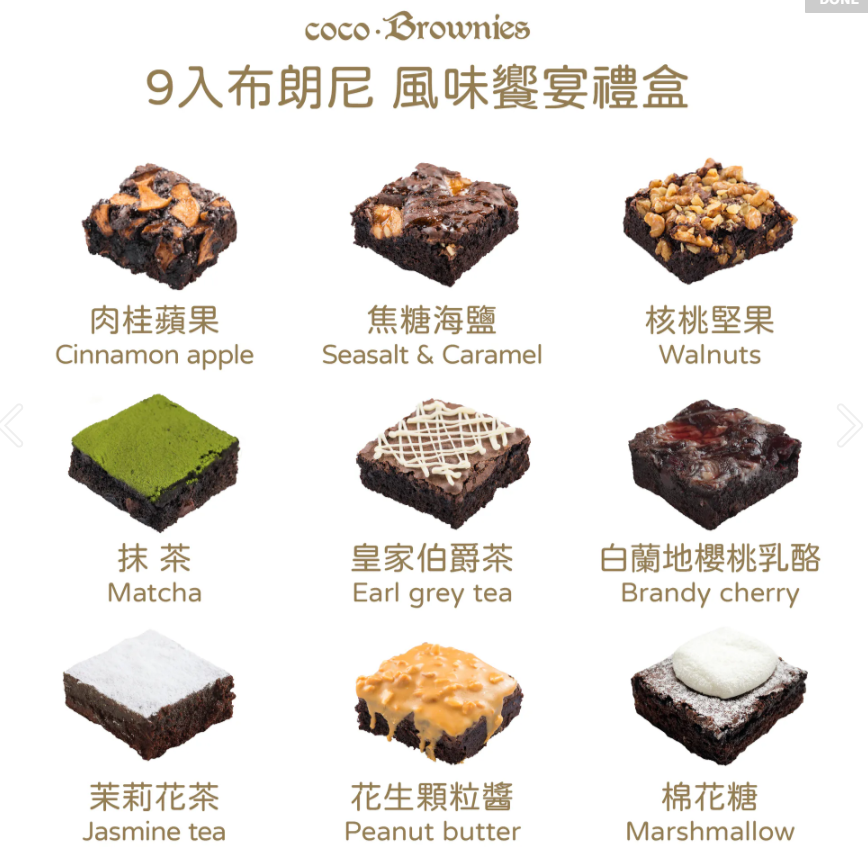 DONE
coco·Brownies
9入布朗尼 風味饗宴禮盒
肉桂蘋果
Cinnamon apple
焦糖海鹽
Seasalt & Caramel
核桃堅果
Walnuts
抹 茶
Matcha
皇家伯爵茶
Earl grey tea
白蘭地櫻桃乳酪
Brandy cherry
茉莉花茶
Jasmine tea
花生顆粒醬
Peanut butter
棉花糖
Marshmallow